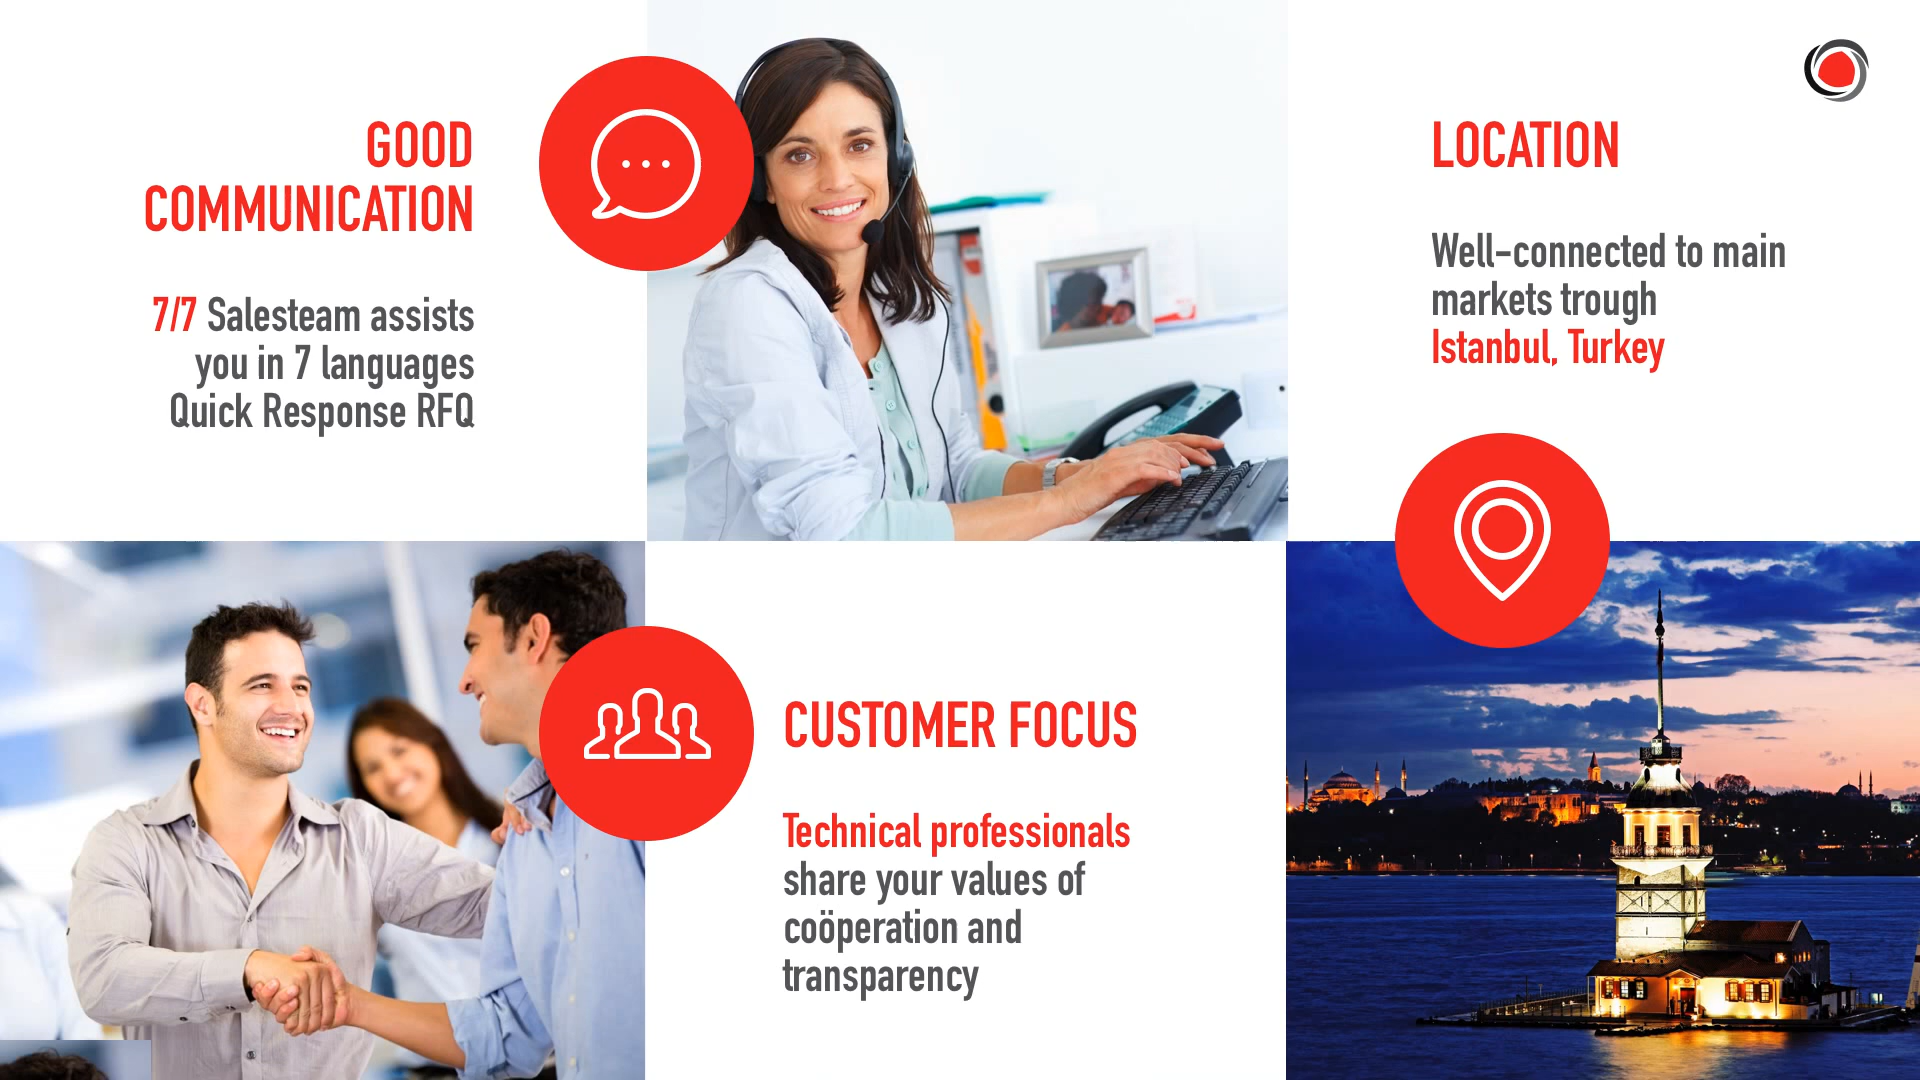 GOOD
COMMUNICATION
7/7 Salesteam assists
you in 7 languages
Quick Response RFQ
LOCATION
Well-connected to main
markets trough
Istanbul, Turkey
CUSTOMER FOCUS
Technical professionals
share your values of
coöperation and
transparency